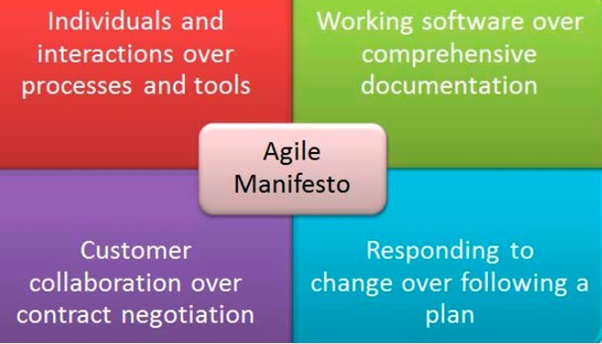 Individuals and
interactions over
processes and tools
Working software over
comprehensive
documentation
Agile
Manifesto
Customer
collaboration over
contract negotiation
Responding to
change over following a
plan